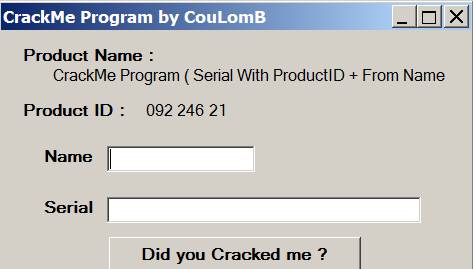 CrackMe Program by CouLomB
Product Name :
CrackMe Program ( Serial With ProductID + From Name
Product ID : 092 246 21
Name
Serial
Did you Cracked me ?